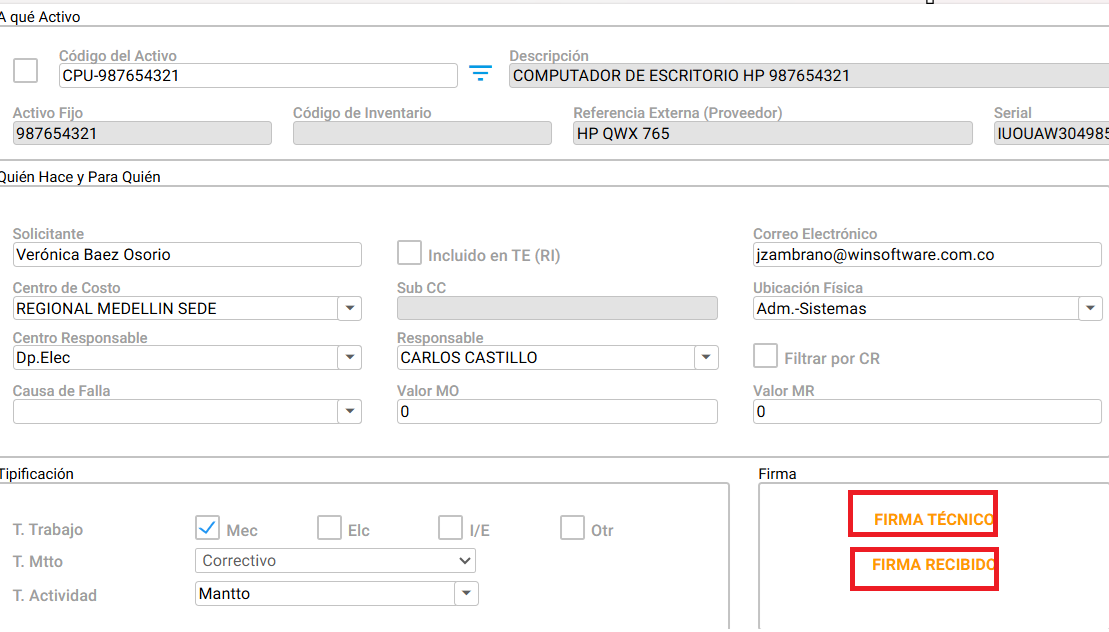 A qué Activo
Código del Activo Descripción
CPU-987654321 COMPUTADOR DE ESCRITORIO HP 987654321
Activo Fijo Código de Inventario Referencia Externa (Proveedor) Serial
987654321 HP QWX 765 IUOUAW304985
Quién Hace y Para Quién
Solicitante Correo Electrónico
Verónica Baez Osorio Incluido en TE (RI) jzambrano@winsoftware.com.co
Centro de Costo Sub CC Ubicación Física
REGIONAL MEDELLIN SEDE Adm.-Sistemas
Centro Responsable Responsable
Dp.Elec CARLOS CASTILLO Filtrar por CR
Causa de Falla Valor MO Valor MR
0 0
Tipificación Firma
T. Trabajo Mec Elc I/E Otr FIRMA TÉCNICO
T. Mtto Correctivo FIRMA RECIBIDO
T. Actividad Mantto